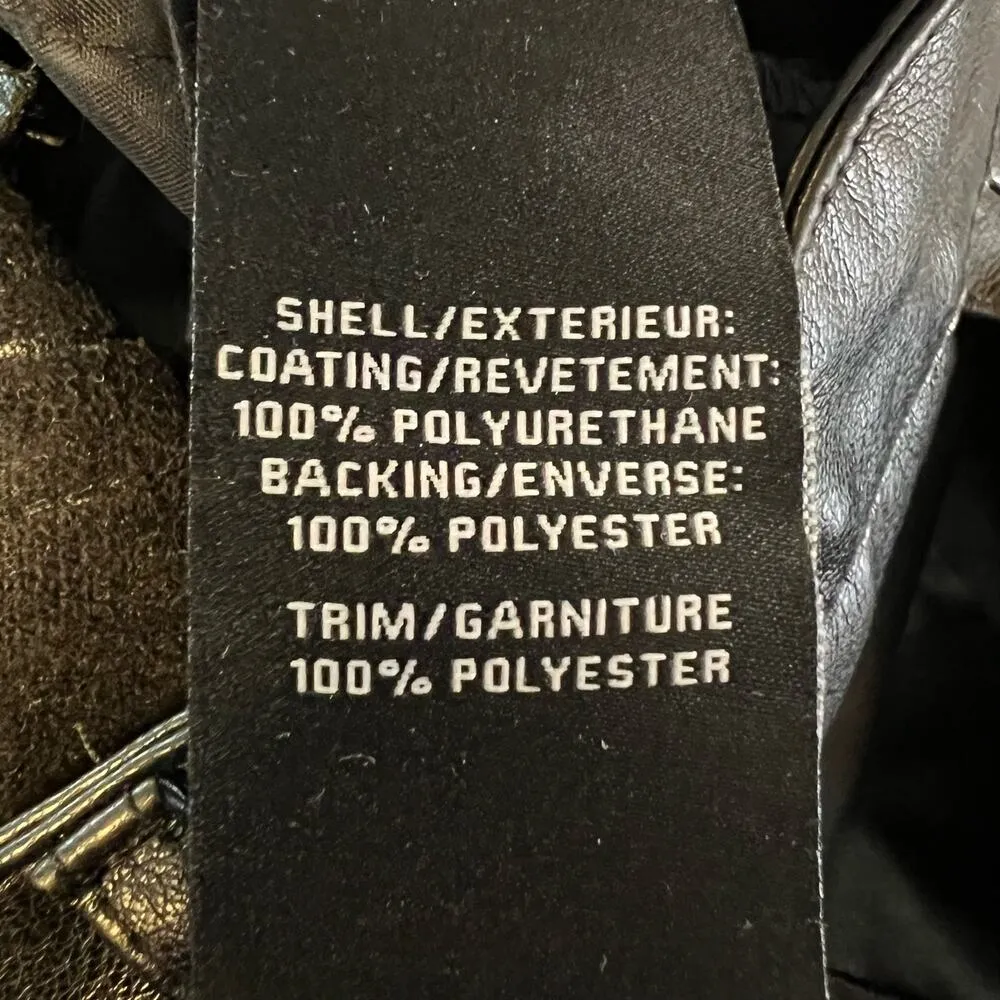 SHELL/EXTERIEUR:
COATING/REVETEMENT:
100% POLYURETHANE
BACKING/ENVERSE:
100% POLYESTER
TRIM/GARNITURE
100% POLYESTER